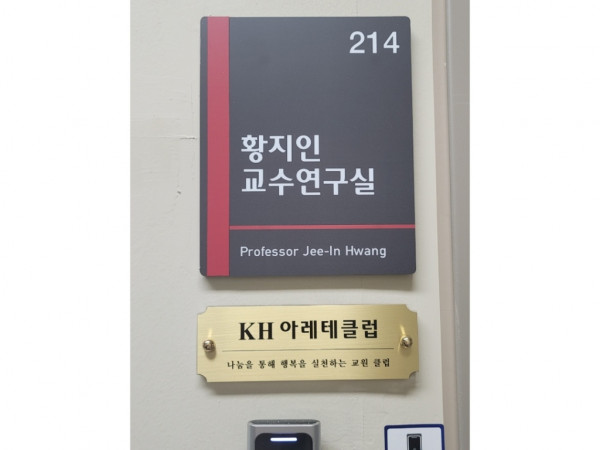 214
황지인
교수연구실
Professor Jee-In Hwang
KH 아레테클럽
나눔을 통해 행복을 실천하는 교원 클럽